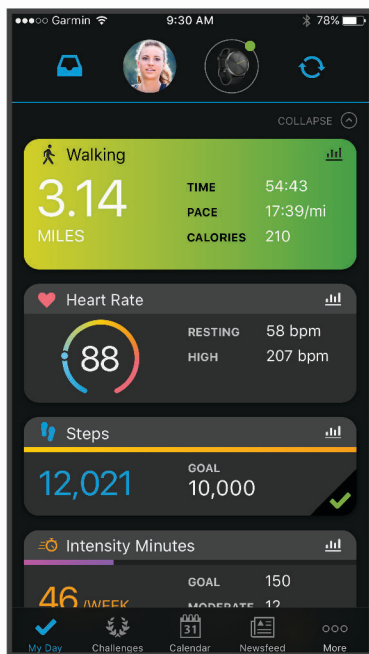 Garmin 9:30 AM 78%
COLLAPSE
Walking
3.14
MILES
TIME 54:43
PACE 17:39/mi
CALORIES 210
Heart Rate
88
RESTING 58 bpm
HIGH 207 bpm
Steps
12,021
GOAL
10,000
Intensity Minutes
46 /WEEK
GOAL 150
MODERATE 12
31
My Day Challenges Calendar Newsfeed More